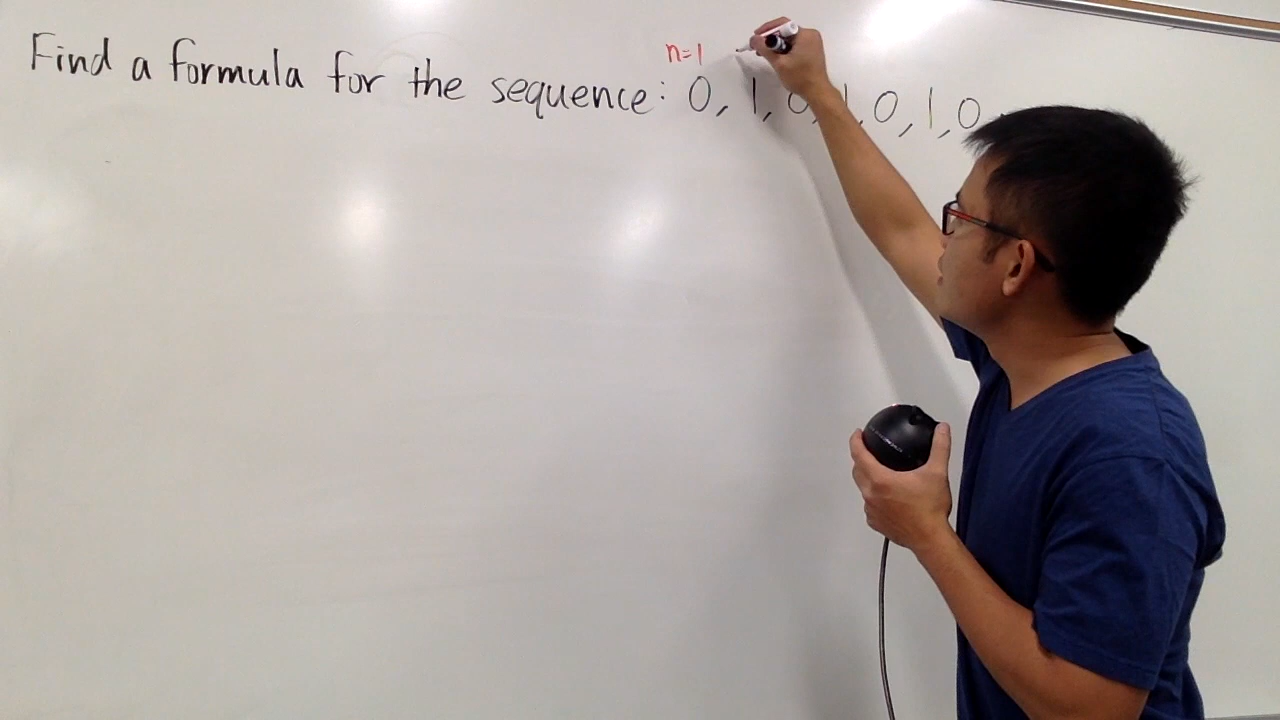 n=1
Find a formula for the sequence: 0, 1, 0, 1, 0, 1, 0